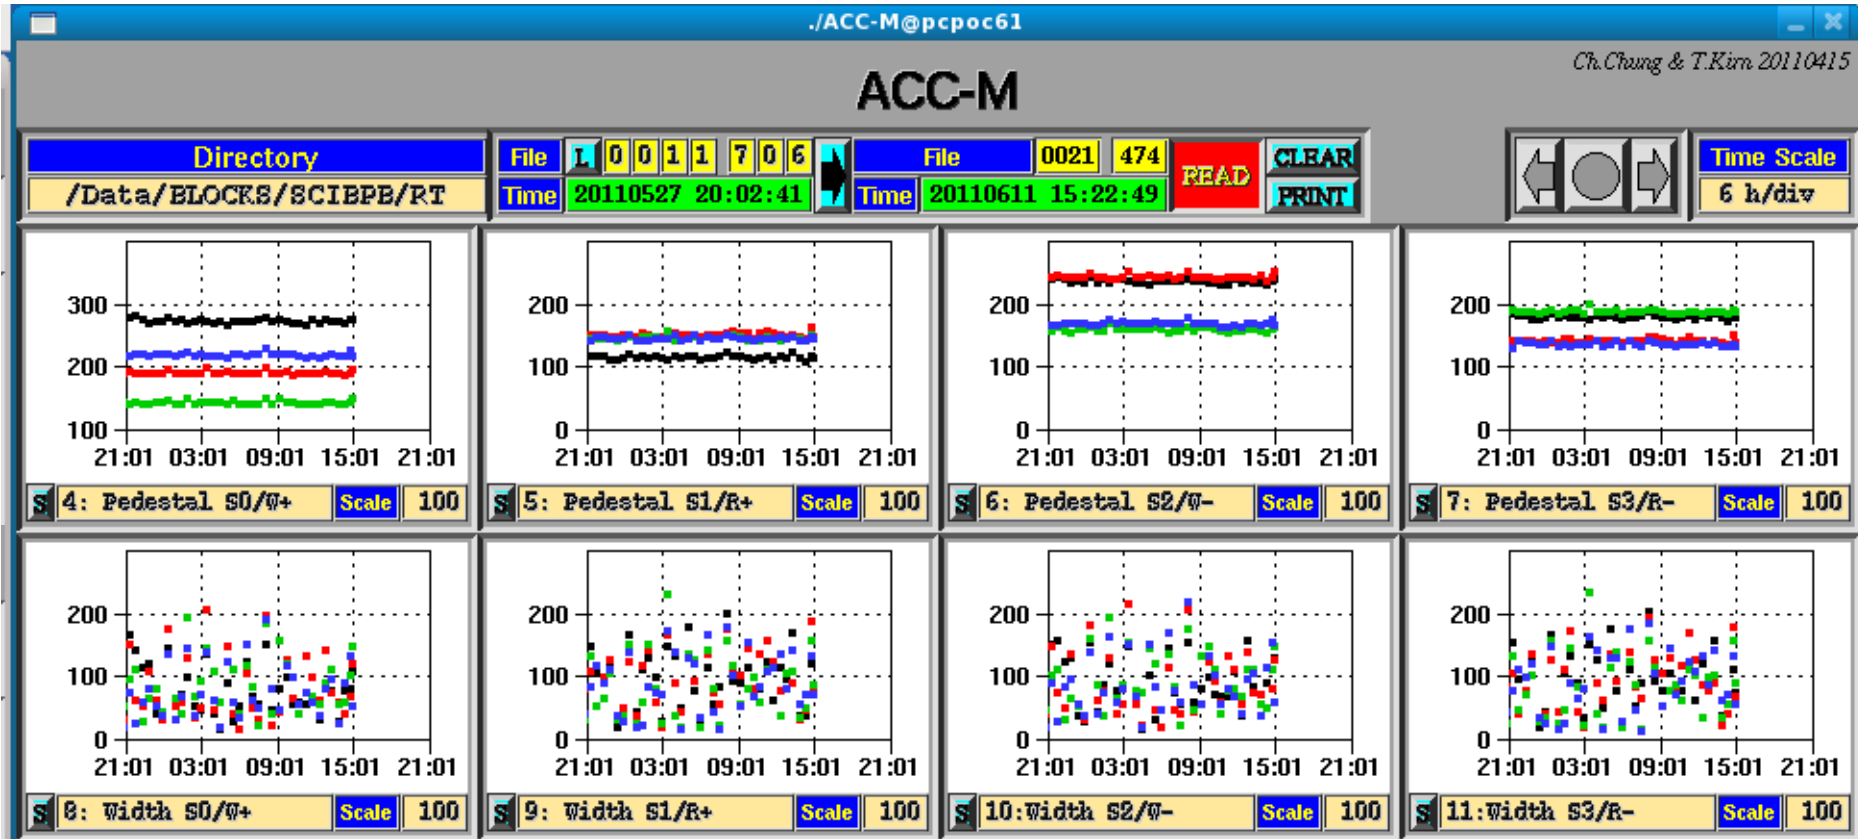 ./ACC-M@pcpoc61
Ch.Chung & T.Kim 20110415
ACC-M
Directory
/Data/BLOCKS/SCIBPB/RT
File L 0 0 1 1 7 0 6
Time 20110527 20:02:41
File 0021 474
Time 20110611 15:22:49
READ
CLEAR
PRINT
Time Scale
6 h/div
300
200
100
21:01 03:01 09:01 15:01 21:01
S 4: Pedestal S0/W+ Scale 100
200
100
0
21:01 03:01 09:01 15:01 21:01
S 5: Pedestal S1/R+ Scale 100
200
100
0
21:01 03:01 09:01 15:01 21:01
S 6: Pedestal S2/W- Scale 100
200
100
0
21:01 03:01 09:01 15:01 21:01
S 7: Pedestal S3/R- Scale 100
200
100
0
21:01 03:01 09:01 15:01 21:01
S 8: Width S0/W+ Scale 100
200
100
0
21:01 03:01 09:01 15:01 21:01
S 9: Width S1/R+ Scale 100
200
100
0
21:01 03:01 09:01 15:01 21:01
S 10:Width S2/W- Scale 100
200
100
0
21:01 03:01 09:01 15:01 21:01
S 11:Width S3/R- Scale 100